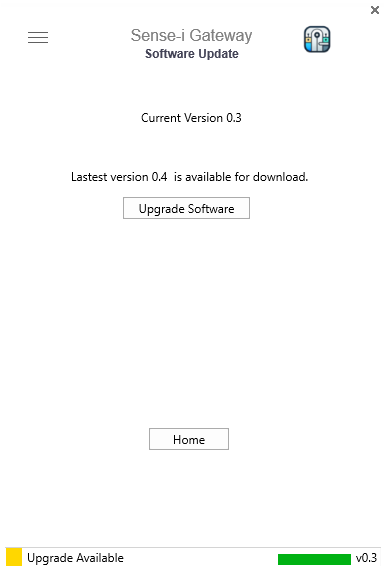 Sense-i Gateway
Software Update
Current Version 0.3
Lastest version 0.4  is available for download.
Upgrade Software
Home
Upgrade Available
v0.3